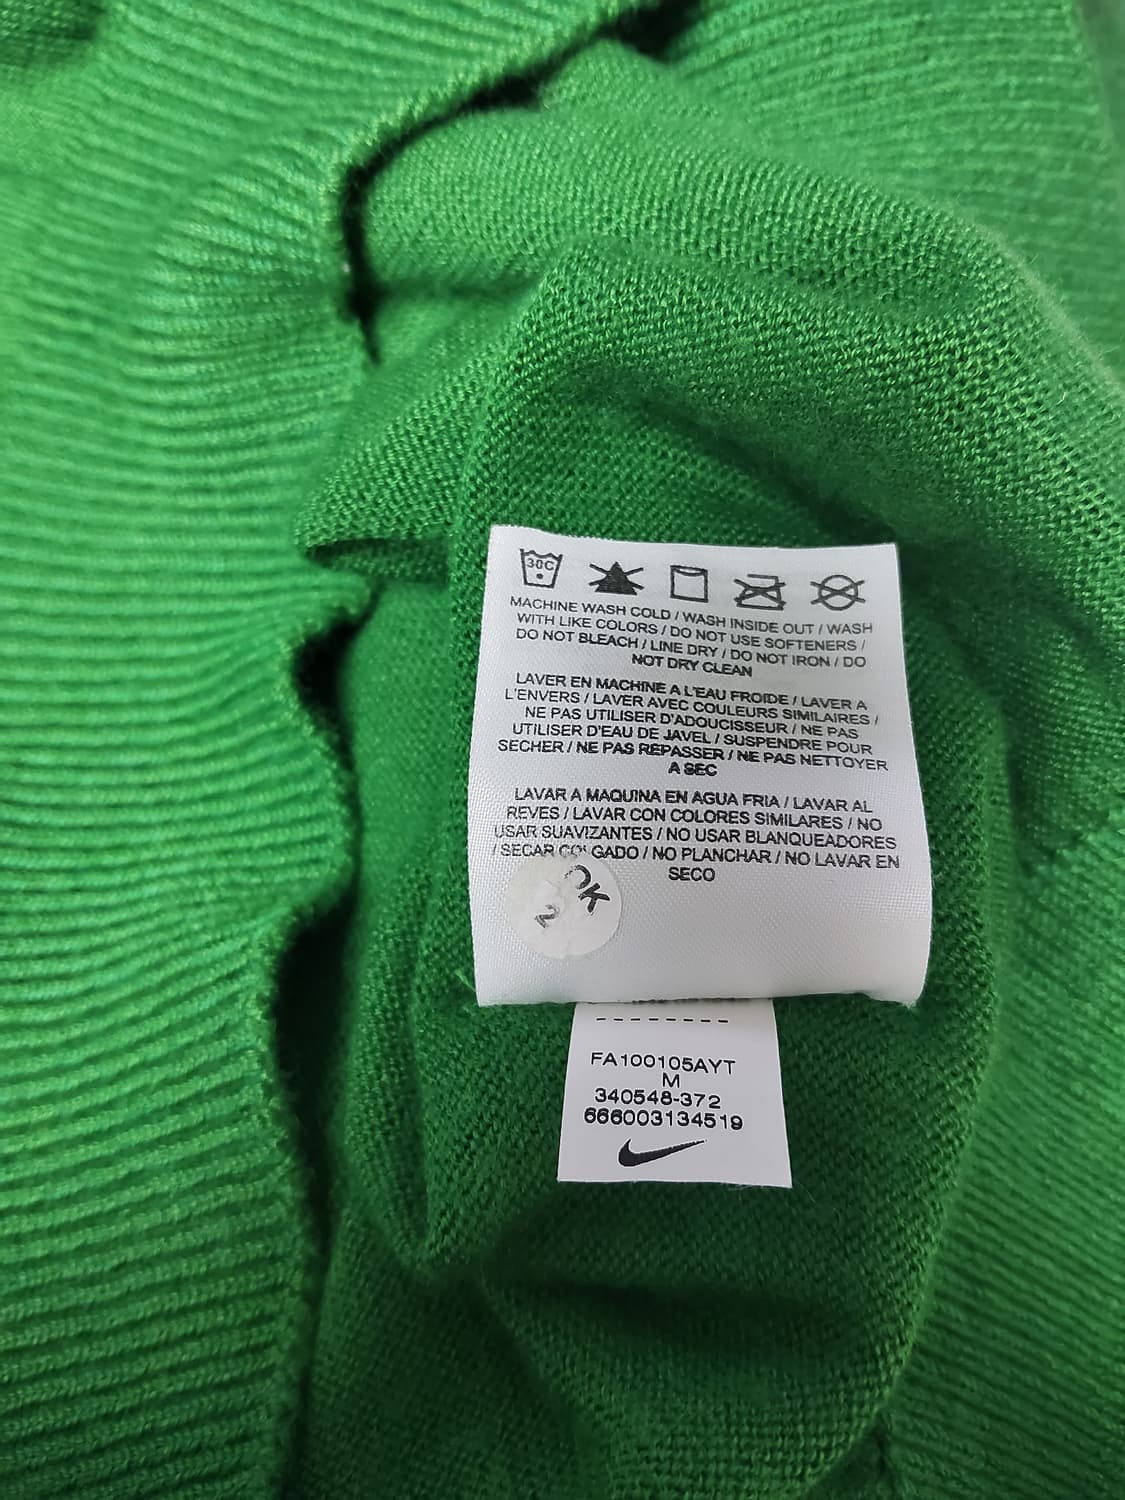 30C
MACHINE WASH COLD / WASH INSIDE OUT / WASH
WITH LIKE COLORS / DO NOT USE SOFTENERS /
DO NOT BLEACH / LINE DRY / DO NOT IRON / DO
NOT DRY CLEAN
LAVER EN MACHINE A L'EAU FROIDE / LAVER A
L'ENVERS / LAVER AVEC COULEURS SIMILAIRES /
NE PAS UTILISER D'ADOUCISSEUR / NE PAS
UTILISER D'EAU DE JAVEL / SUSPENDRE POUR
SECHER / NE PAS REPASSER / NE PAS NETTOYER
A SEC
LAVAR A MAQUINA EN AGUA FRIA / LAVAR AL
REVES / LAVAR CON COLORES SIMILARES / NO
USAR SUAVIZANTES / NO USAR BLANQUEADORES
/ SECAR COLGADO / NO PLANCHAR / NO LAVAR EN
SECO
OK
2
FA100105AYT
M
340548-372
666003134519